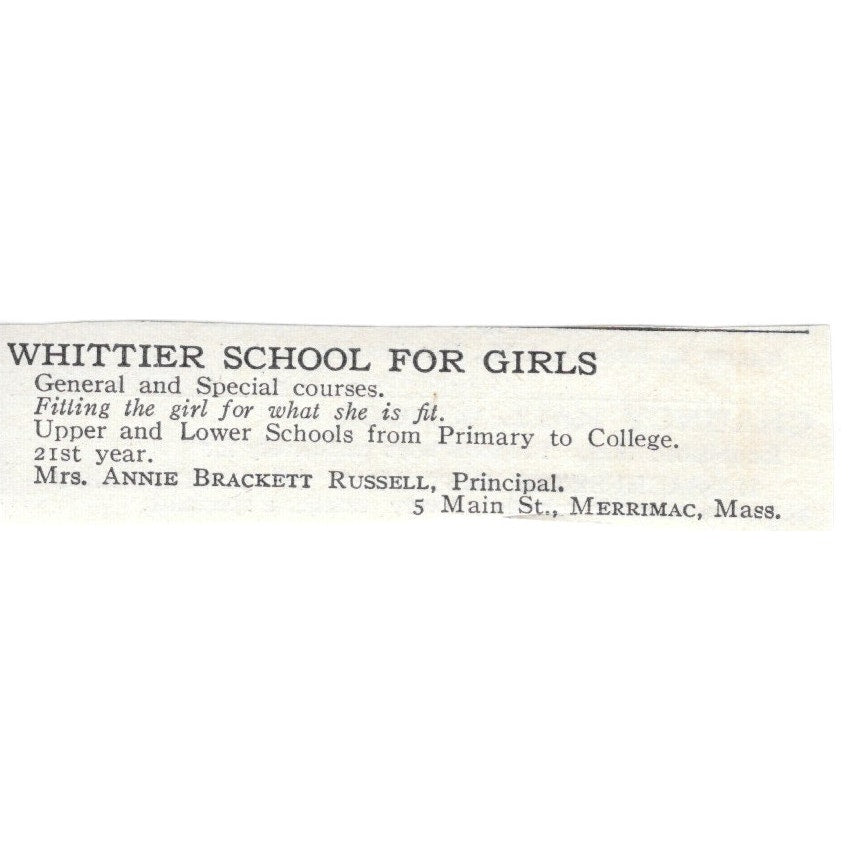 WHITTIER SCHOOL FOR GIRLS
General and Special courses.
Fitting the girl for what she is fit.
Upper and Lower Schools from Primary to College.
21st year.
Mrs. ANNIE BRACKETT RUSSELL, Principal.
5 Main St., MERRIMAC, Mass.